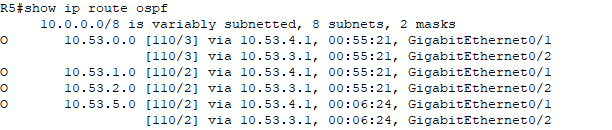 R5#show ip route ospf
10.0.0.0/8 is variably subnetted, 8 subnets, 2 masks
O 10.53.0.0 [110/3] via 10.53.4.1, 00:55:21, GigabitEthernet0/1
[110/3] via 10.53.3.1, 00:55:21, GigabitEthernet0/2
O 10.53.1.0 [110/2] via 10.53.4.1, 00:55:21, GigabitEthernet0/1
O 10.53.2.0 [110/2] via 10.53.3.1, 00:55:21, GigabitEthernet0/2
O 10.53.5.0 [110/2] via 10.53.4.1, 00:06:24, GigabitEthernet0/1
[110/2] via 10.53.3.1, 00:06:24, GigabitEthernet0/2